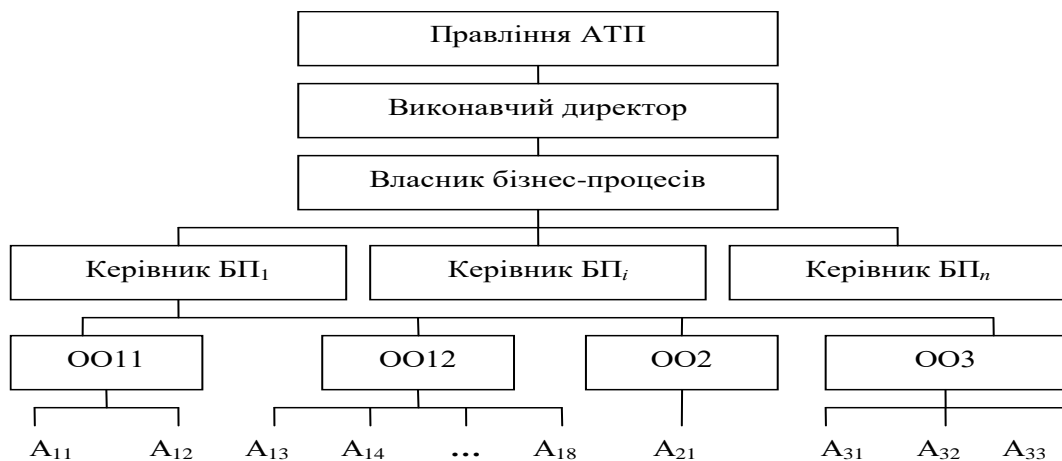 Правління АТП
Виконавчий директор
Власник бізнес-процесів
Керівник БП₁ Керівник БПᵢ Керівник БПₙ
ОО11 ОО12 ОО2 ОО3
А₁₁ А₁₂ А₁₃ А₁₄ ... А₁₈ А₂₁ А₃₁ А₃₂ А₃₃